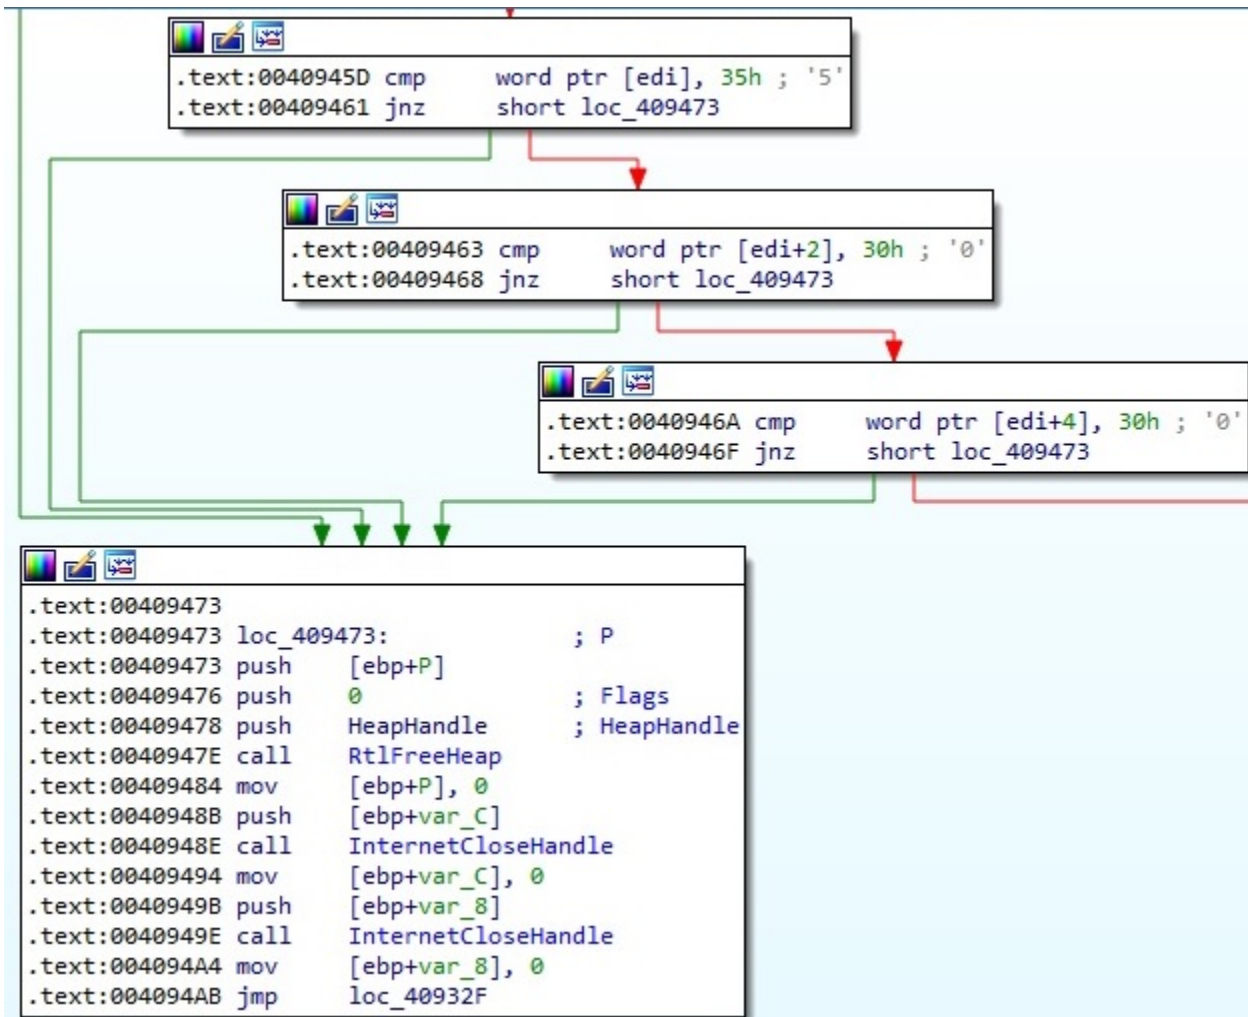 .text:0040945D cmp     word ptr [edi], 35h ; '5'
.text:00409461 jnz     short loc_409473
.text:00409463 cmp     word ptr [edi+2], 30h ; '0'
.text:00409468 jnz     short loc_409473
.text:0040946A cmp     word ptr [edi+4], 30h ; '0'
.text:0040946F jnz     short loc_409473
.text:00409473
.text:00409473 loc_409473:             ; P
.text:00409473 push    [ebp+P]
.text:00409476 push    0               ; Flags
.text:00409478 push    HeapHandle      ; HeapHandle
.text:0040947E call    RtlFreeHeap
.text:00409484 mov     [ebp+P], 0
.text:0040948B push    [ebp+var_C]
.text:0040948E call    InternetCloseHandle
.text:00409494 mov     [ebp+var_C], 0
.text:0040949B push    [ebp+var_8]
.text:0040949E call    InternetCloseHandle
.text:004094A4 mov     [ebp+var_8], 0
.text:004094AB jmp     loc_40932F